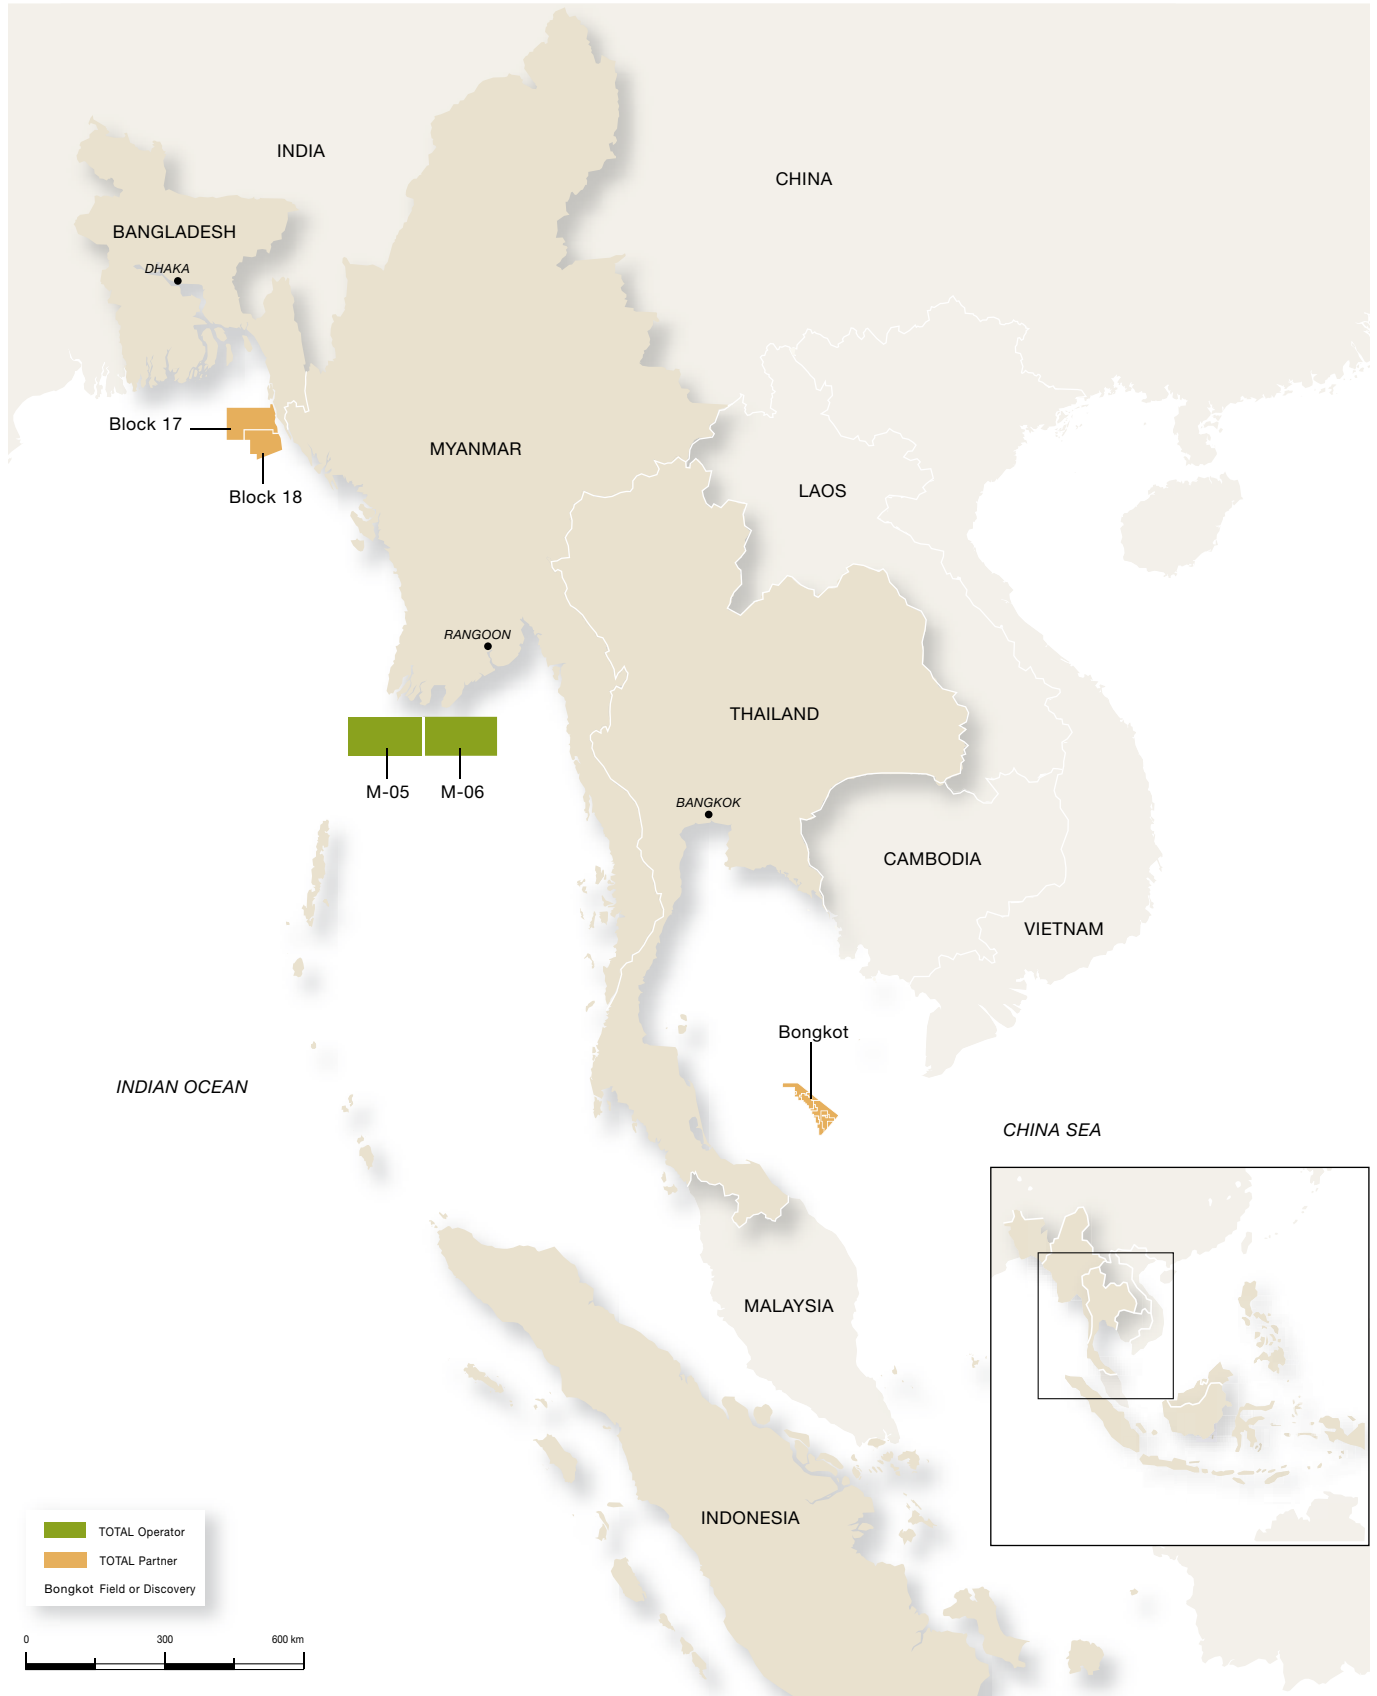 INDIA
CHINA
BANGLADESH
DHAKA
Block 17
MYANMAR
LAOS
Block 18
RANGOON
THAILAND
M-05
M-06
BANGKOK
CAMBODIA
VIETNAM
Bongkot
INDIAN OCEAN
CHINA SEA
MALAYSIA
INDONESIA
TOTAL Operator
TOTAL Partner
Bongkot Field or Discovery
0 300 600 km